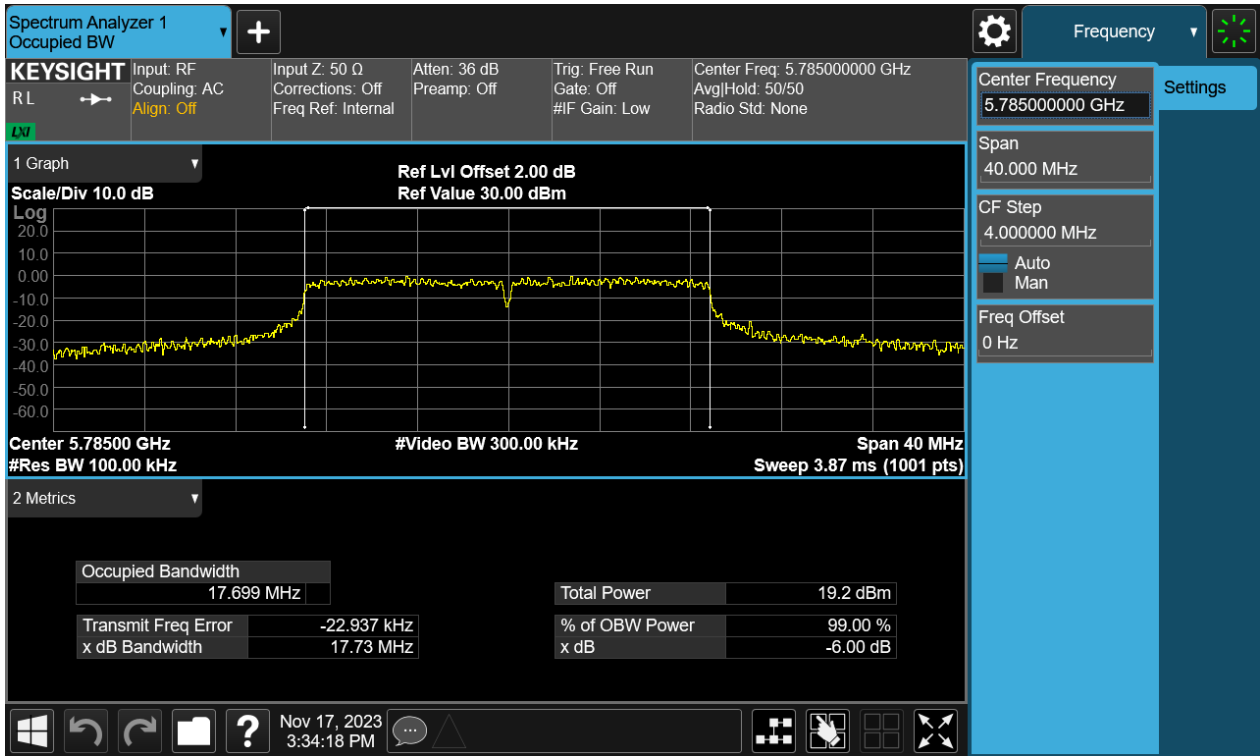 Spectrum Analyzer 1
Occupied BW
+
Frequency
KEYSIGHT
R L
LXI
Input: RF
Coupling: AC
Align: Off
Input Z: 50 Ω
Corrections: Off
Freq Ref: Internal
Atten: 36 dB
Preamp: Off
Trig: Free Run
Gate: Off
#IF Gain: Low
Center Freq: 5.785000000 GHz
Avg|Hold: 50/50
Radio Std: None
Center Frequency
5.785000000 GHz
Settings
Span
40.000 MHz
CF Step
4.000000 MHz
Auto
Man
Freq Offset
0 Hz
1 Graph
Scale/Div 10.0 dB
Ref Lvl Offset 2.00 dB
Ref Value 30.00 dBm
Log
20.0
10.0
0.00
-10.0
-20.0
-30.0
-40.0
-50.0
-60.0
Center 5.78500 GHz
#Video BW 300.00 kHz
Span 40 MHz
#Res BW 100.00 kHz
Sweep 3.87 ms (1001 pts)
2 Metrics
Occupied Bandwidth
17.699 MHz
Total Power 19.2 dBm
Transmit Freq Error -22.937 kHz
% of OBW Power 99.00 %
x dB Bandwidth 17.73 MHz
x dB -6.00 dB
?
Nov 17, 2023
3:34:18 PM